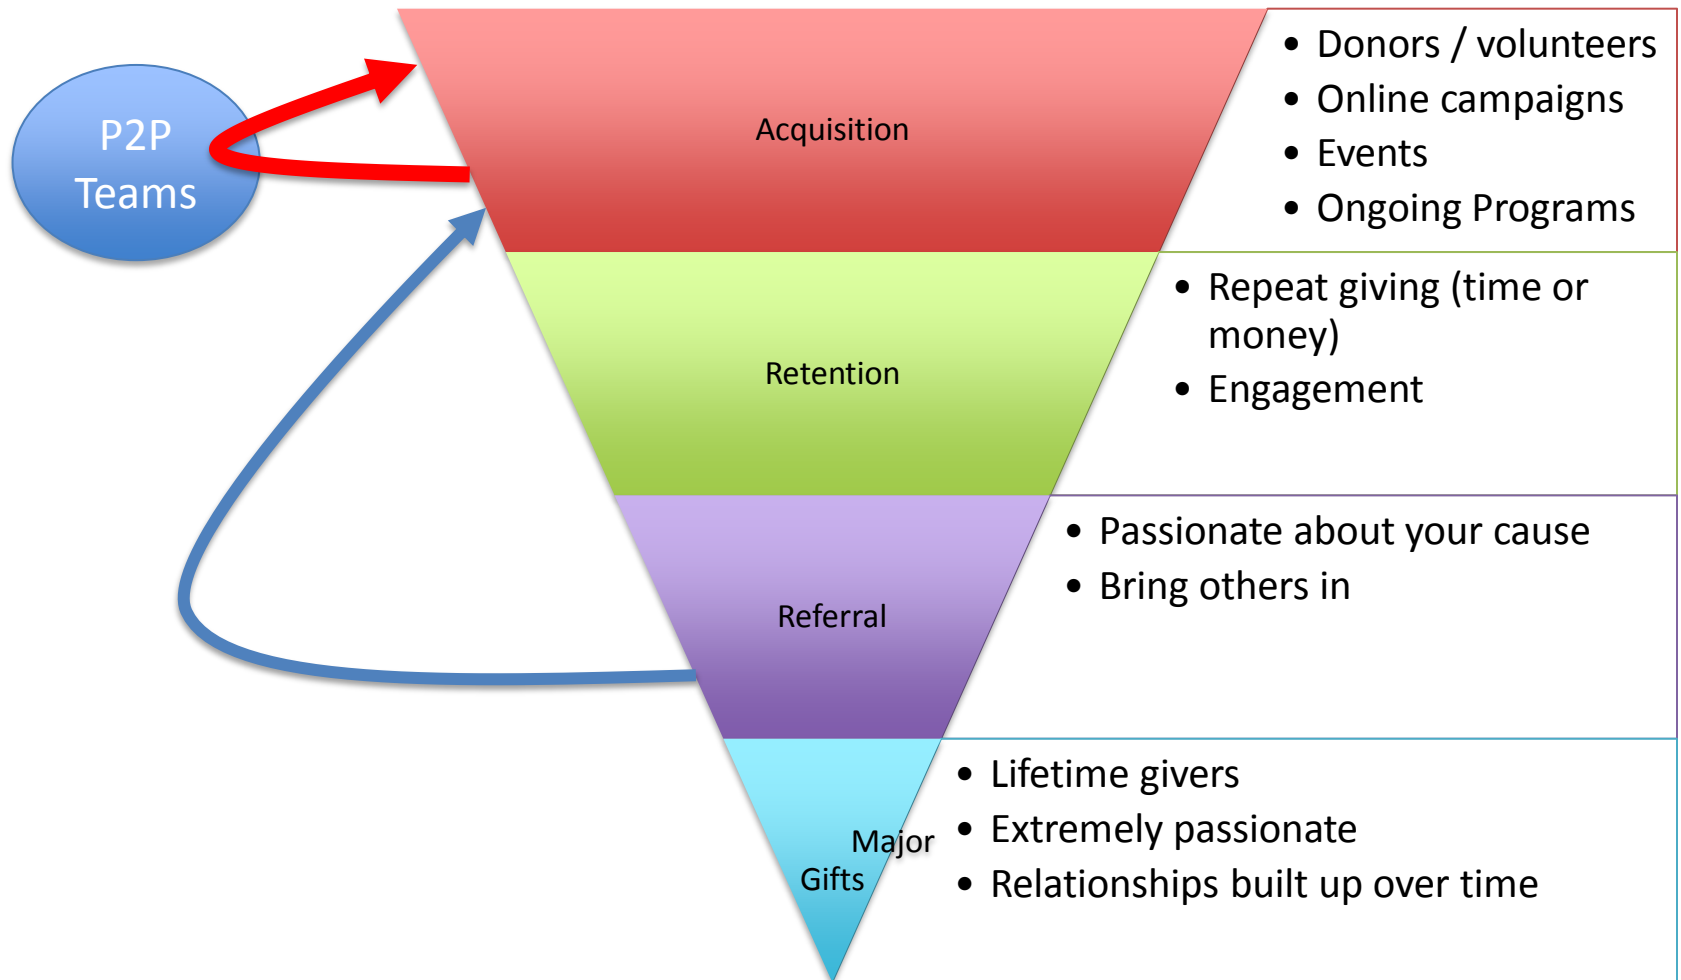 P2P
Teams
Acquisition
• Donors / volunteers
• Online campaigns
• Events
• Ongoing Programs
Retention
• Repeat giving (time or
money)
• Engagement
Referral
• Passionate about your cause
• Bring others in
Major
Gifts
• Lifetime givers
• Extremely passionate
• Relationships built up over time